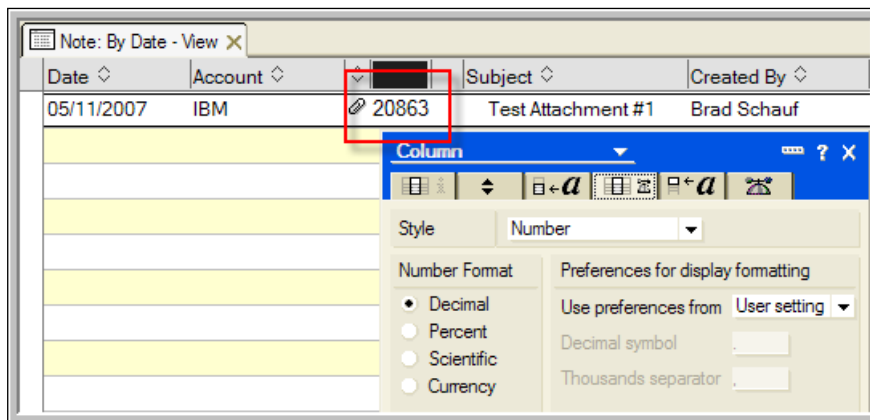 Note: By Date - View
Date Account Subject Created By
05/11/2007 IBM 20863 Test Attachment #1 Brad Schauf
Column ?
a a
Style Number
Number Format Preferences for display formatting
Decimal Use preferences from User setting
Percent Decimal symbol .
Scientific Thousands separator ,
Currency